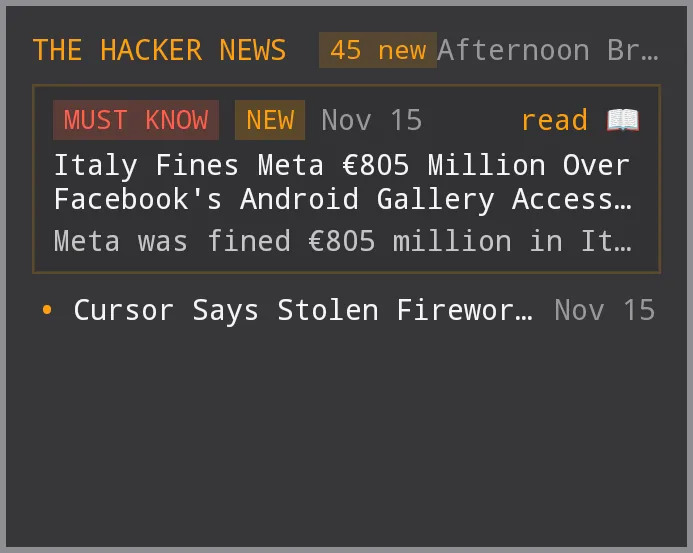 THE HACKER NEWS 45 new Afternoon Br…
MUST KNOW NEW Nov 15 read 📖
Italy Fines Meta €805 Million Over
Facebook's Android Gallery Access…
Meta was fined €805 million in It…
• Cursor Says Stolen Firewor… Nov 15